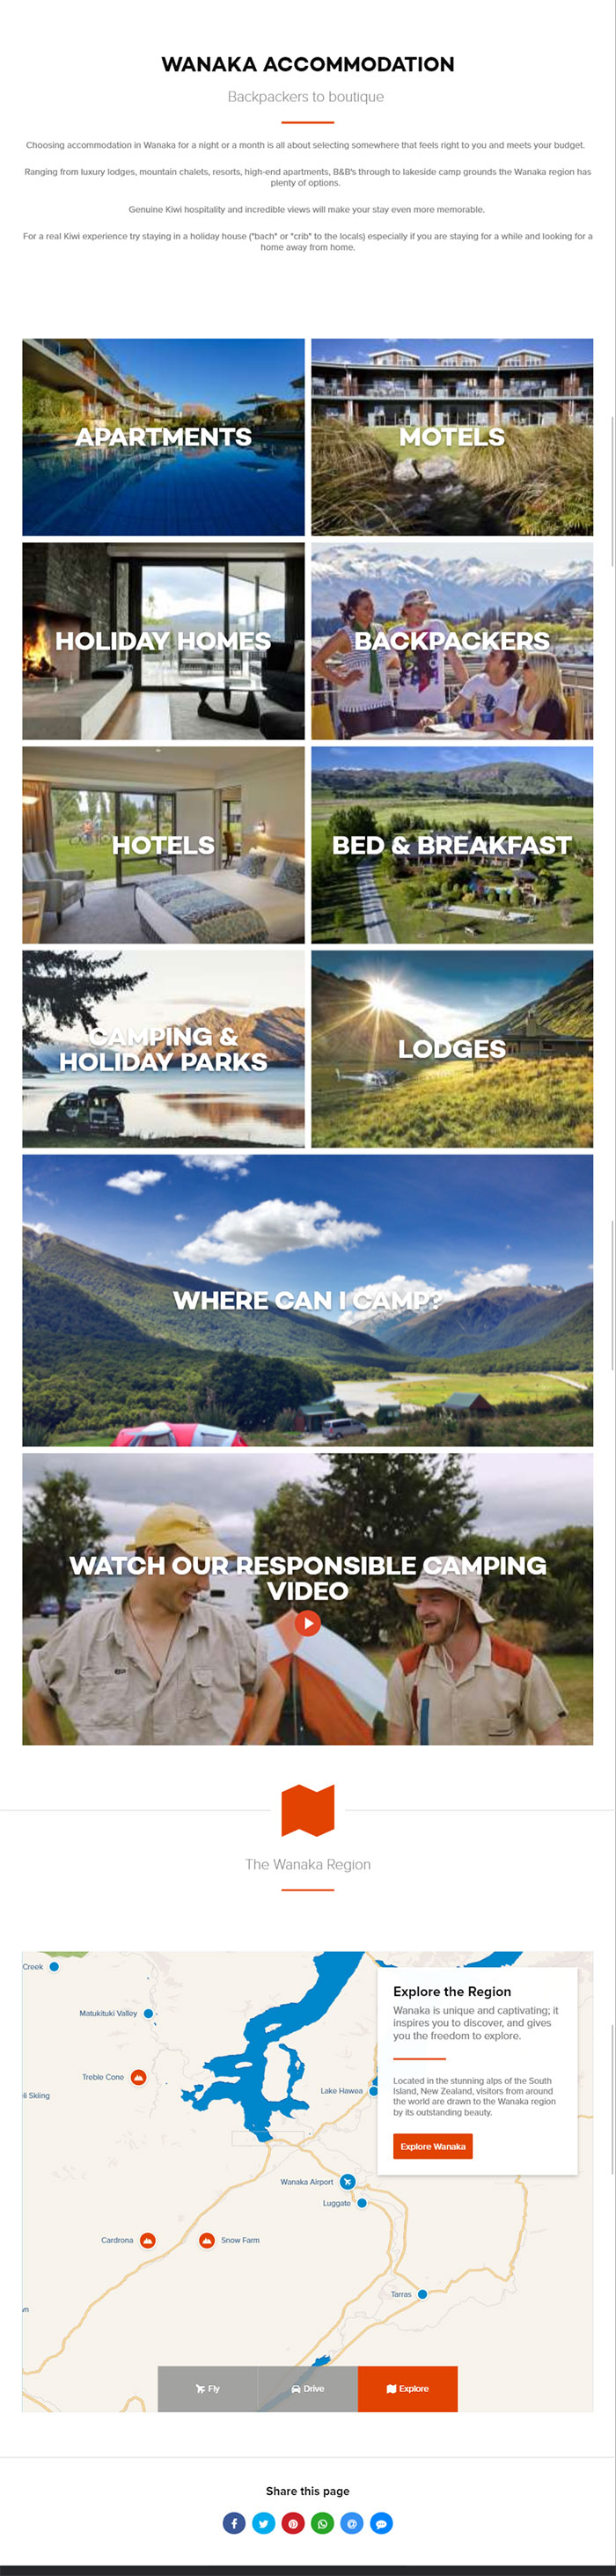 WANAKA ACCOMMODATION
Backpackers to boutique
Choosing accommodation in Wanaka for a night or a month is all about selecting somewhere that feels right to you and meets your budget.
Ranging from luxury lodges, mountain chalets, resorts, high-end apartments, B&B's through to lakeside camp grounds the Wanaka region has
plenty of options.
Genuine Kiwi hospitality and incredible views will make your stay even more memorable.
For a real Kiwi experience try staying in a holiday house ("bach" or "crib" to the locals) especially if you are staying for a while and looking for a
home away from home.
APARTMENTS
MOTELS
HOLIDAY HOMES
BACKPACKERS
HOTELS
BED & BREAKFAST
CAMPING &
HOLIDAY PARKS
LODGES
WHERE CAN I CAMP?
WATCH OUR RESPONSIBLE CAMPING
VIDEO
The Wanaka Region
Creek
Matukituki Valley
Treble Cone
Skiing
Lake Hawea
Explore the Region
Wanaka is unique and captivating; it
inspires you to discover, and gives
you the freedom to explore.
Located in the stunning alps of the South
Island, New Zealand, visitors from around
the world are drawn to the Wanaka region
by its outstanding beauty.
Explore Wanaka
Wanaka Airport
Luggate
Cardrona
Snow Farm
Tarras
Fly
Drive
Explore
Share this page